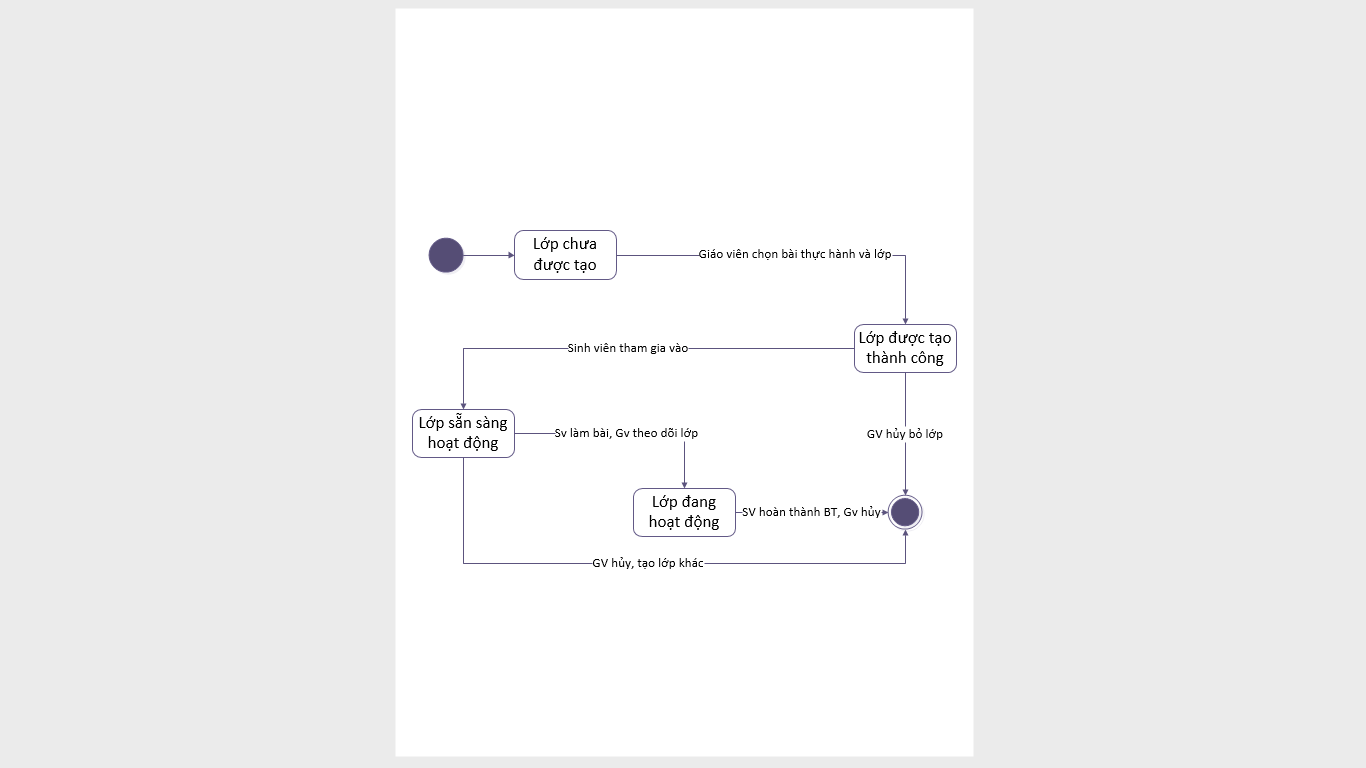 Lớp chưa
được tạo
Giáo viên chọn bài thực hành và lớp
Lớp được tạo
thành công
Sinh viên tham gia vào
Lớp sẵn sàng
hoạt động
Sv làm bài, Gv theo dõi lớp
GV hủy bỏ lớp
Lớp đang
hoạt động
SV hoàn thành BT, Gv hủy
GV hủy, tạo lớp khác